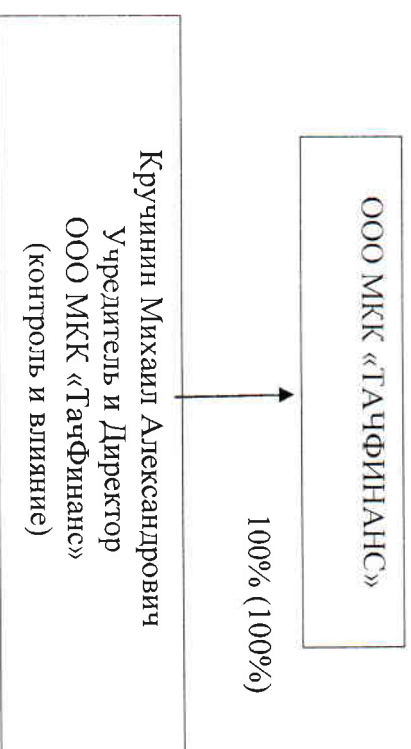 ООО МКК «ТАЧФИНАНС»
100% (100%)
Кручинин Михаил Александрович
Учредитель и Директор
ООО МКК «ТачФинанс»
(контроль и влияние)